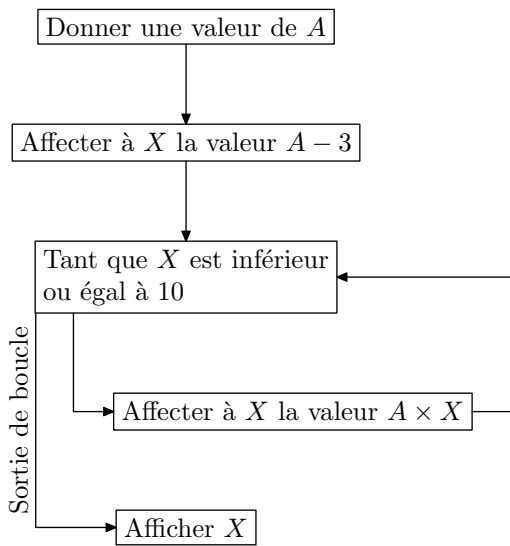 Donner une valeur de A
Affecter à X la valeur A − 3
Tant que X est inférieur
ou égal à 10
Sortie de boucle
Affecter à X la valeur A × X
Afficher X